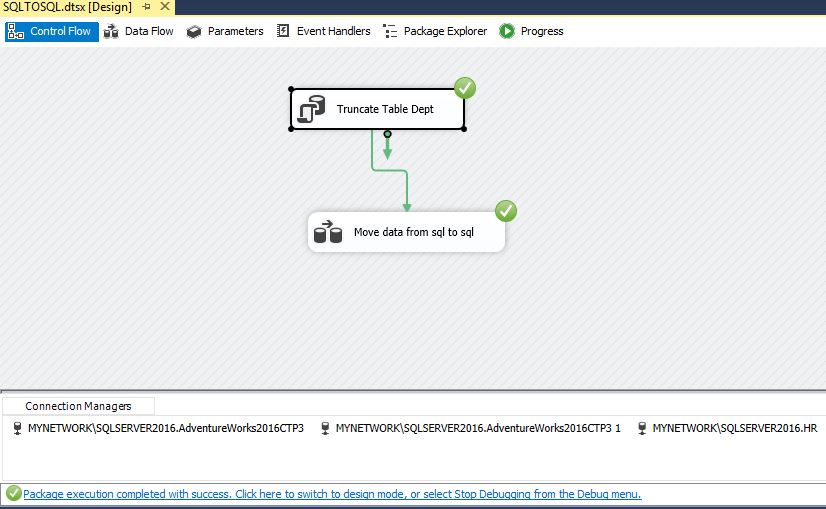 SQLTOSQL.dtsx [Design]
Control Flow Data Flow Parameters Event Handlers Package Explorer Progress
Truncate Table Dept
Move data from sql to sql
Connection Managers
MYNETWORK\SQLSERVER2016.AdventureWorks2016CTP3 MYNETWORK\SQLSERVER2016.AdventureWorks2016CTP3 1 MYNETWORK\SQLSERVER2016.HR
Package execution completed with success. Click here to switch to design mode, or select Stop Debugging from the Debug menu.